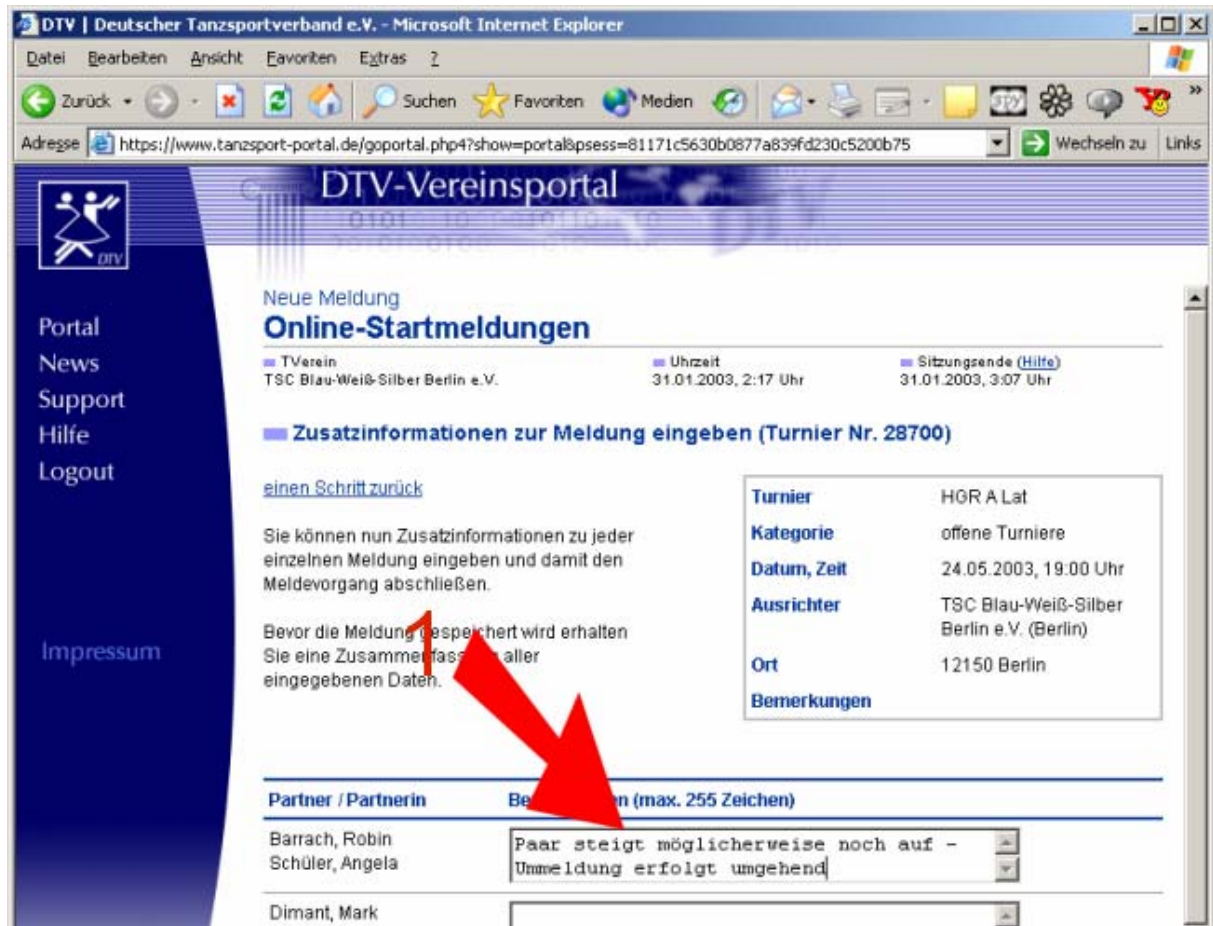 DTV | Deutscher Tanzsportverband e.V. - Microsoft Internet Explorer
Datei Bearbeiten Ansicht Favoriten Extras ?
Zurück Suchen Favoriten Medien SPY »
Adresse https://www.tanzsport-portal.de/goportal.php4?show=portal&psess=81171c5630b0877a839fd230c5200b75 Wechseln zu Links
DTV-Vereinsportal
DTV
Portal
News
Support
Hilfe
Logout
Impressum
Neue Meldung
Online-Startmeldungen
TVerein
TSC Blau-Weiß-Silber Berlin e.V.
Uhrzeit
31.01.2003, 2:17 Uhr
Sitzungsende (Hilfe)
31.01.2003, 3:07 Uhr
Zusatzinformationen zur Meldung eingeben (Turnier Nr. 28700)
einen Schritt zurück
Sie können nun Zusatzinformationen zu jeder
einzelnen Meldung eingeben und damit den
Meldevorgang abschließen.
Bevor die Meldung gespeichert wird erhalten
Sie eine Zusammenfassung aller
eingegebenen Daten.
1
Turnier HGR A Lat
Kategorie offene Turniere
Datum, Zeit 24.05.2003, 19:00 Uhr
Ausrichter TSC Blau-Weiß-Silber
Berlin e.V. (Berlin)
Ort 12150 Berlin
Bemerkungen
Partner / Partnerin (max. 255 Zeichen)
Barrach, Robin
Schüler, Angela
Paar steigt möglicherweise noch auf -
Ummeldung erfolgt umgehend
Dimant, Mark